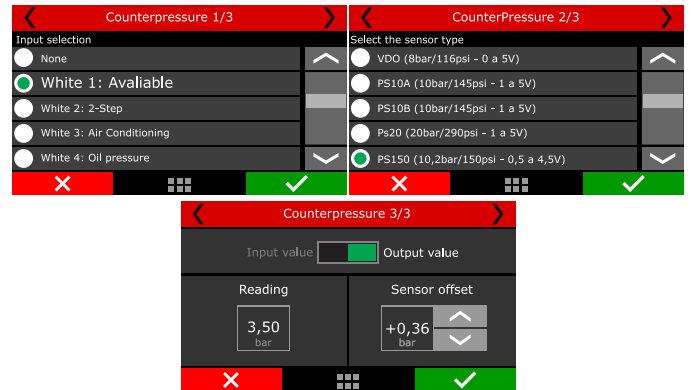 Counterpressure 1/3
Input selection
None
White 1: Avaliable
White 2: 2-Step
White 3: Air Conditioning
White 4: Oil pressure
CounterPressure 2/3
Select the sensor type
VDO (8bar/116psi - 0 a 5V)
PS10A (10bar/145psi - 1 a 5V)
PS10B (10bar/145psi - 1 a 5V)
Ps20 (20bar/290psi - 1 a 5V)
PS150 (10,2bar/150psi - 0,5 a 4,5V)
Counterpressure 3/3
Input value Output value
Reading
3,50
bar
Sensor offset
+0,36
bar